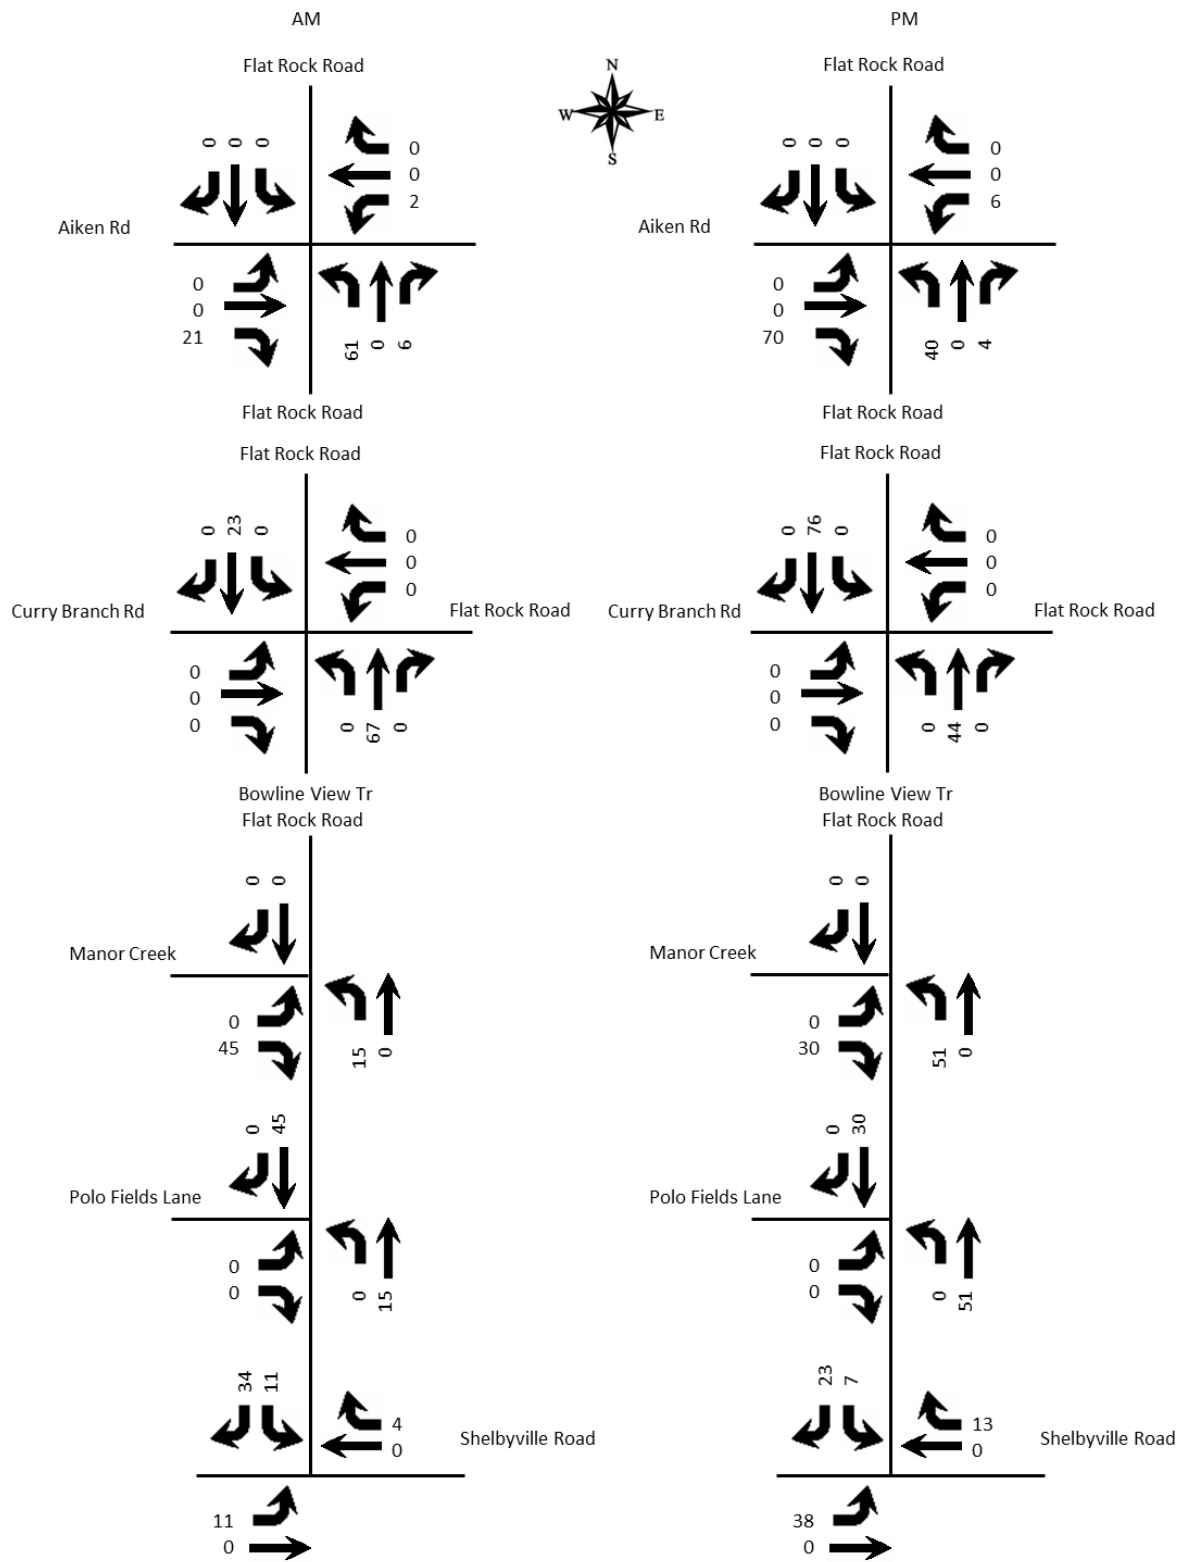 AM PM
Flat Rock Road Flat Rock Road
N
W E
S
0 0 0 0 0 0
0 0
0 0
2 6
Aiken Rd Aiken Rd
0 0
0 0
21 70
61 0 6 40 0 4
Flat Rock Road Flat Rock Road
Flat Rock Road Flat Rock Road
0 23 0 0 76 0
0 0
0 0
0 0
Curry Branch Rd Flat Rock Road Curry Branch Rd Flat Rock Road
0 0
0 0
0 0
0 67 0 0 44 0
Bowline View Tr Bowline View Tr
Flat Rock Road Flat Rock Road
0 0 0 0
Manor Creek Manor Creek
0 0
45 30
15 0 51 0
0 45 0 30
Polo Fields Lane Polo Fields Lane
0 0
0 0
0 15 0 51
34 11 23 7
4 13
0 0
Shelbyville Road Shelbyville Road
11 38
0 0